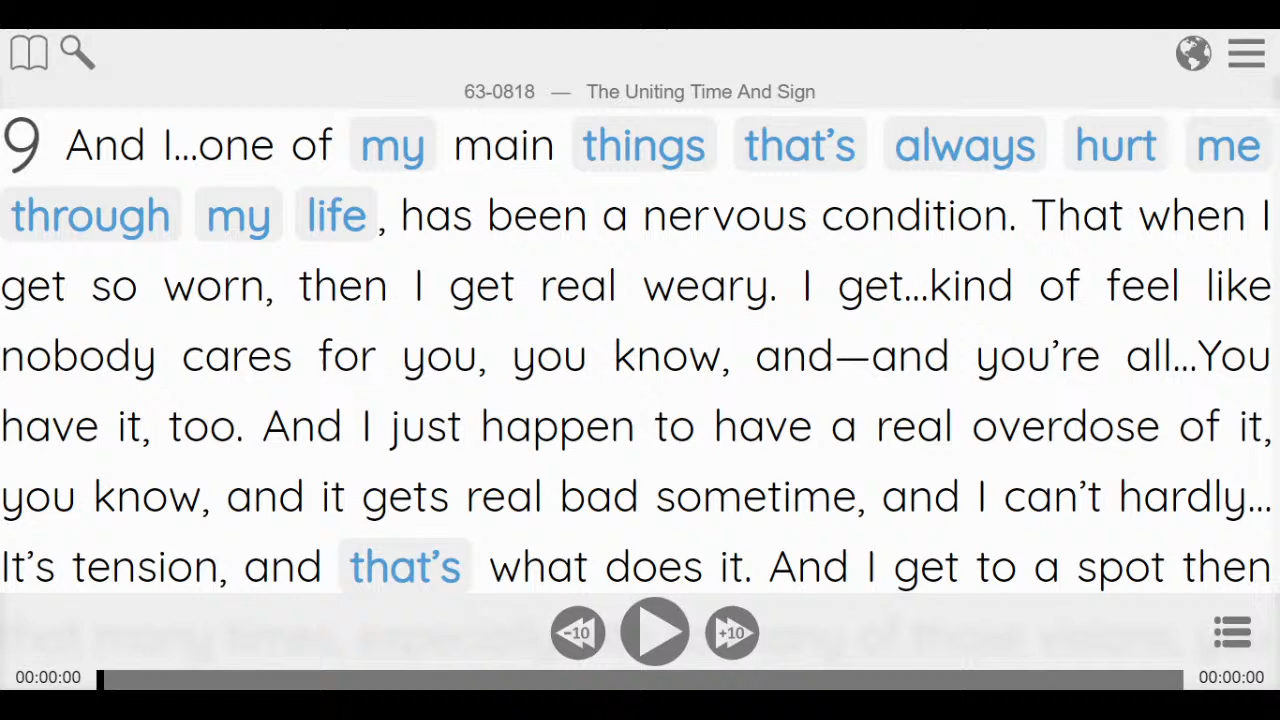 63-0818 — The Uniting Time And Sign
9 And I...one of my main things that's always hurt me
through my life, has been a nervous condition. That when I
get so worn, then I get real weary. I get...kind of feel like
nobody cares for you, you know, and—and you're all...You
have it, too. And I just happen to have a real overdose of it,
you know, and it gets real bad sometime, and I can't hardly...
It's tension, and that's what does it. And I get to a spot then
-10 +10
00:00:00 00:00:00